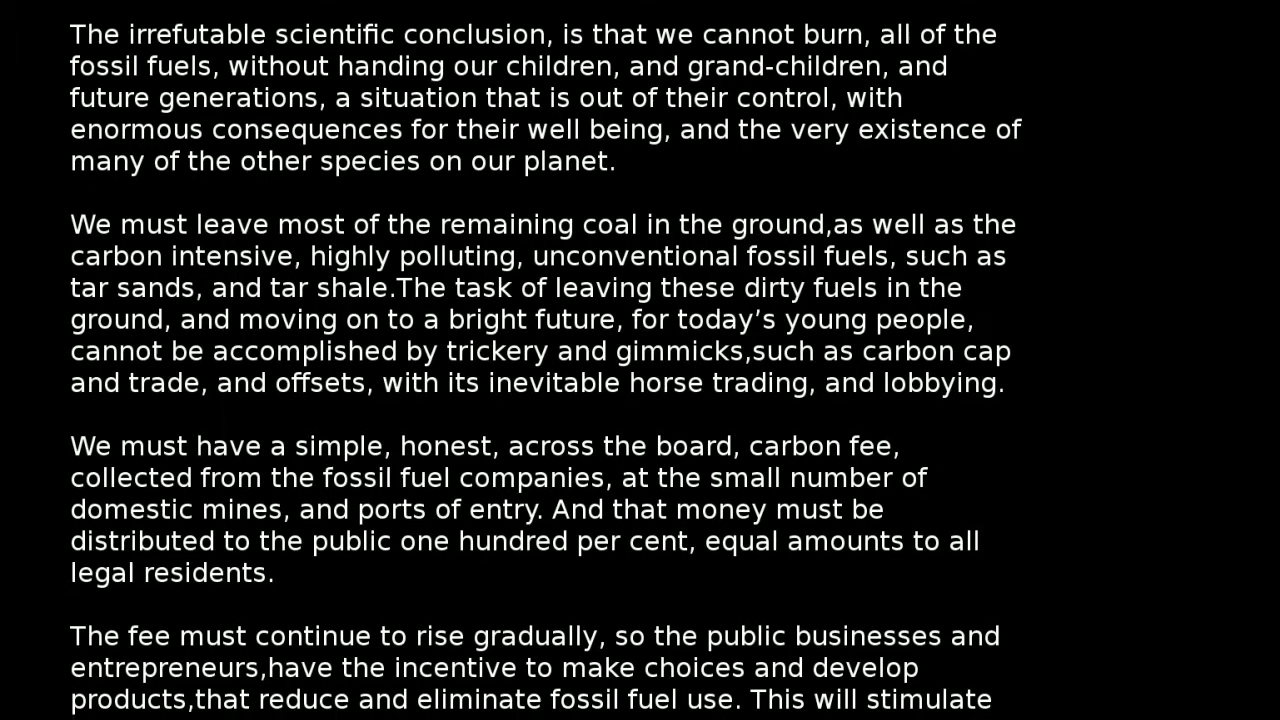 The irrefutable scientific conclusion, is that we cannot burn, all of the
fossil fuels, without handing our children, and grand-children, and
future generations, a situation that is out of their control, with
enormous consequences for their well being, and the very existence of
many of the other species on our planet.
We must leave most of the remaining coal in the ground,as well as the
carbon intensive, highly polluting, unconventional fossil fuels, such as
tar sands, and tar shale.The task of leaving these dirty fuels in the
ground, and moving on to a bright future, for today’s young people,
cannot be accomplished by trickery and gimmicks,such as carbon cap
and trade, and offsets, with its inevitable horse trading, and lobbying.
We must have a simple, honest, across the board, carbon fee,
collected from the fossil fuel companies, at the small number of
domestic mines, and ports of entry. And that money must be
distributed to the public one hundred per cent, equal amounts to all
legal residents.
The fee must continue to rise gradually, so the public businesses and
entrepreneurs,have the incentive to make choices and develop
products,that reduce and eliminate fossil fuel use. This will stimulate